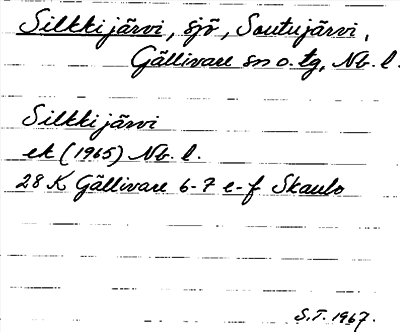 Silkkijärvi, sjö, Soutujärvi,
Gällivare sn o. tg, Nb. l.
Silkkijärvi
ek (1965) Nb. l.
28 K Gällivare 6-7 e-f Skaulo
S.T. 1967.